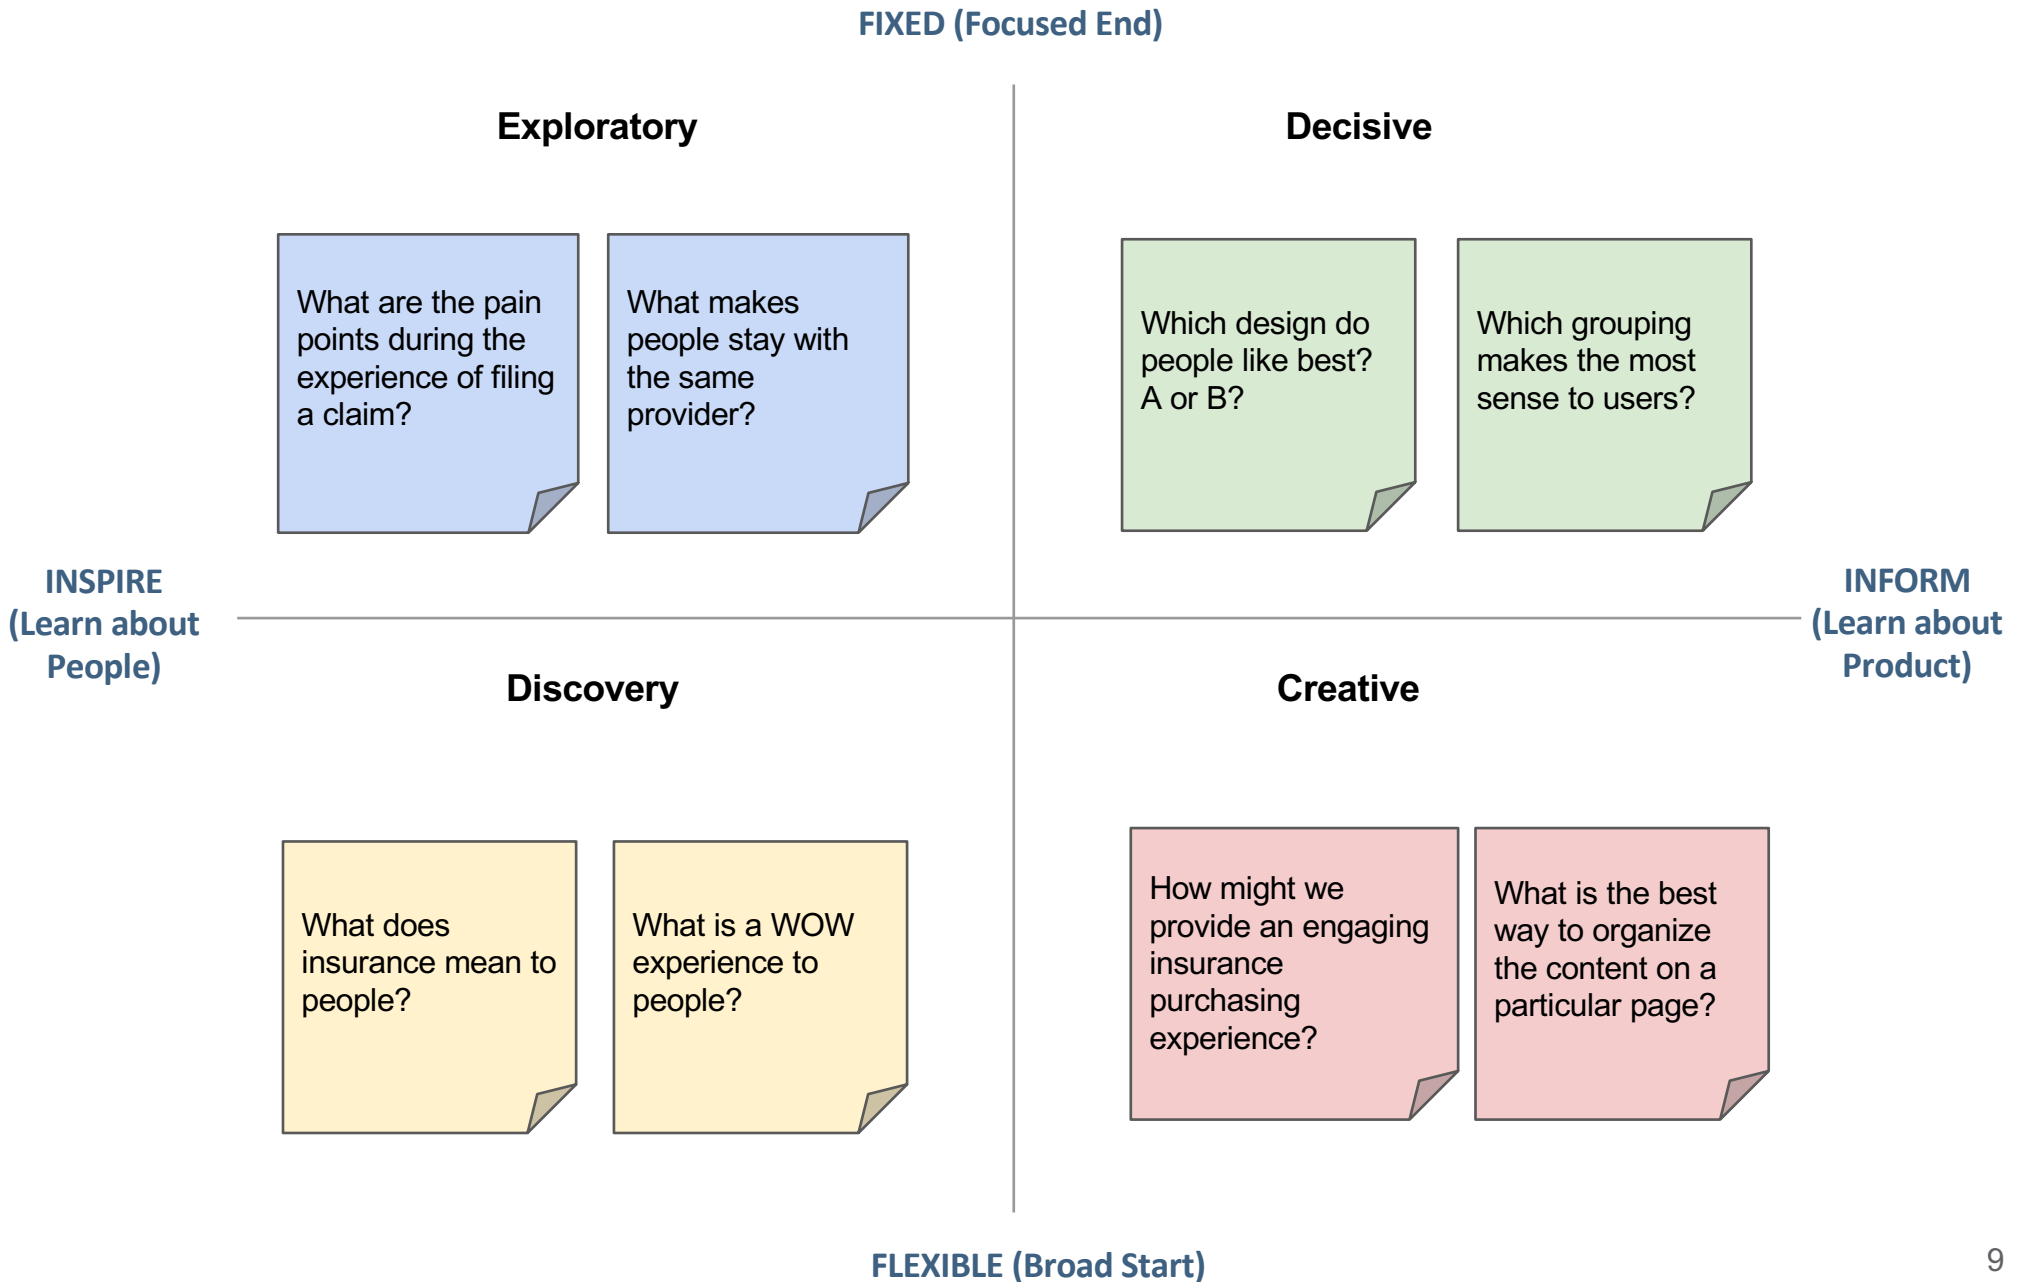 FIXED (Focused End)
Exploratory
Decisive
What are the pain
points during the
experience of filing
a claim?
What makes
people stay with
the same
provider?
Which design do
people like best?
A or B?
Which grouping
makes the most
sense to users?
INSPIRE
(Learn about
People)
INFORM
(Learn about
Product)
Discovery
Creative
What does
insurance mean to
people?
What is a WOW
experience to
people?
How might we
provide an engaging
insurance
purchasing
experience?
What is the best
way to organize
the content on a
particular page?
FLEXIBLE (Broad Start)
9